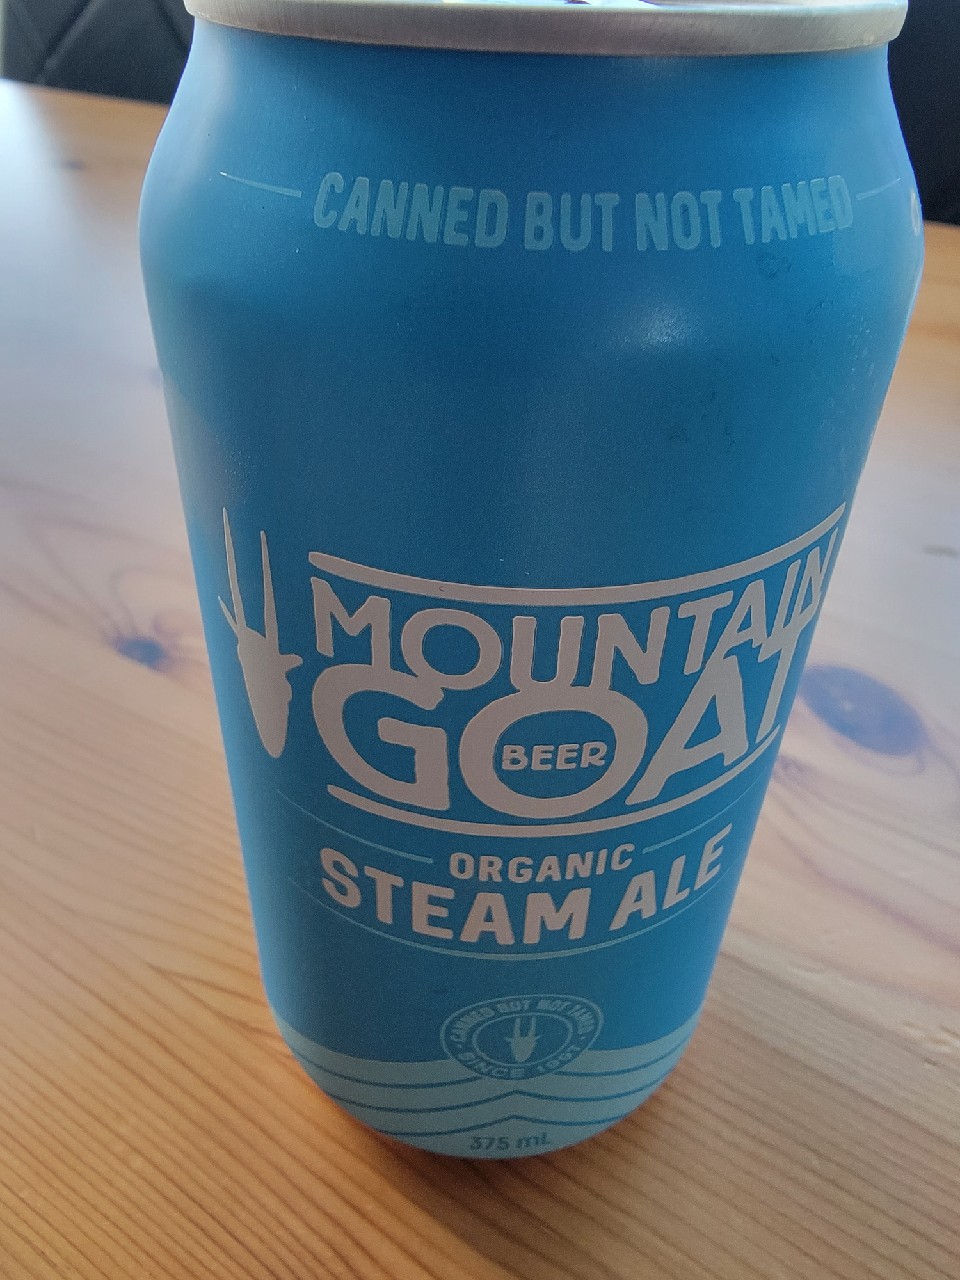 CANNED BUT NOT TAMED
MOUNTAIN
GOAT
BEER
ORGANIC
STEAM ALE
CANNED BUT NOT TAMED
SINCE 1997
375 mL